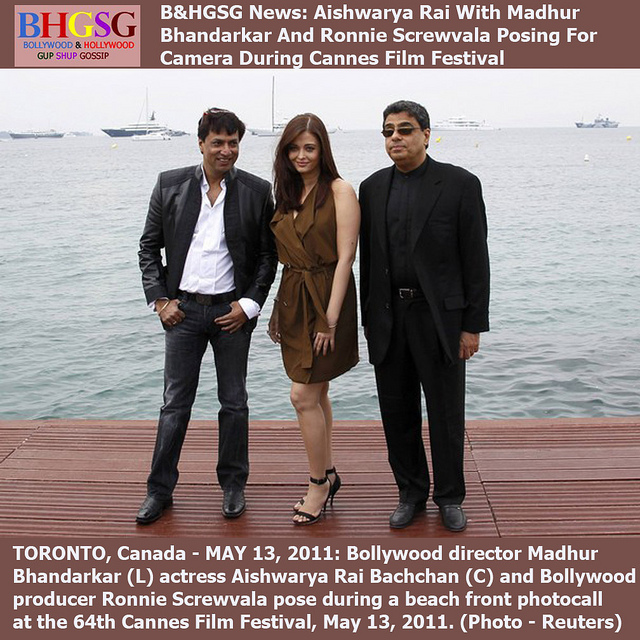 BHGSG
BOLLYWOOD & HOLLYWOOD
GUP SHUP GOSSIP
B&HGSG News: Aishwarya Rai With Madhur
Bhandarkar And Ronnie Screwvala Posing For
Camera During Cannes Film Festival
TORONTO, Canada - MAY 13, 2011: Bollywood director Madhur
Bhandarkar (L) actress Aishwarya Rai Bachchan (C) and Bollywood
producer Ronnie Screwvala pose during a beach front photocall
at the 64th Cannes Film Festival, May 13, 2011. (Photo - Reuters)